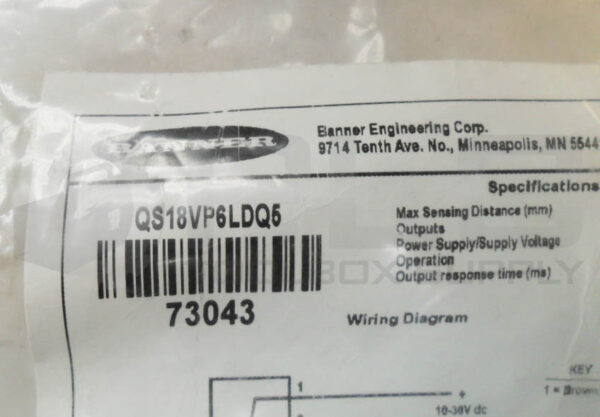 BANNER
Banner Engineering Corp.
9714 Tenth Ave. No., Minneapolis, MN 5544
Specifications
QS18VP6LDQ5
73043
Max Sensing Distance (mm)
Outputs
Power Supply/Supply Voltage
Operation
Output response time (ms)
Wiring Diagram
KEY
1 = Brown
1
+
10-30V dc